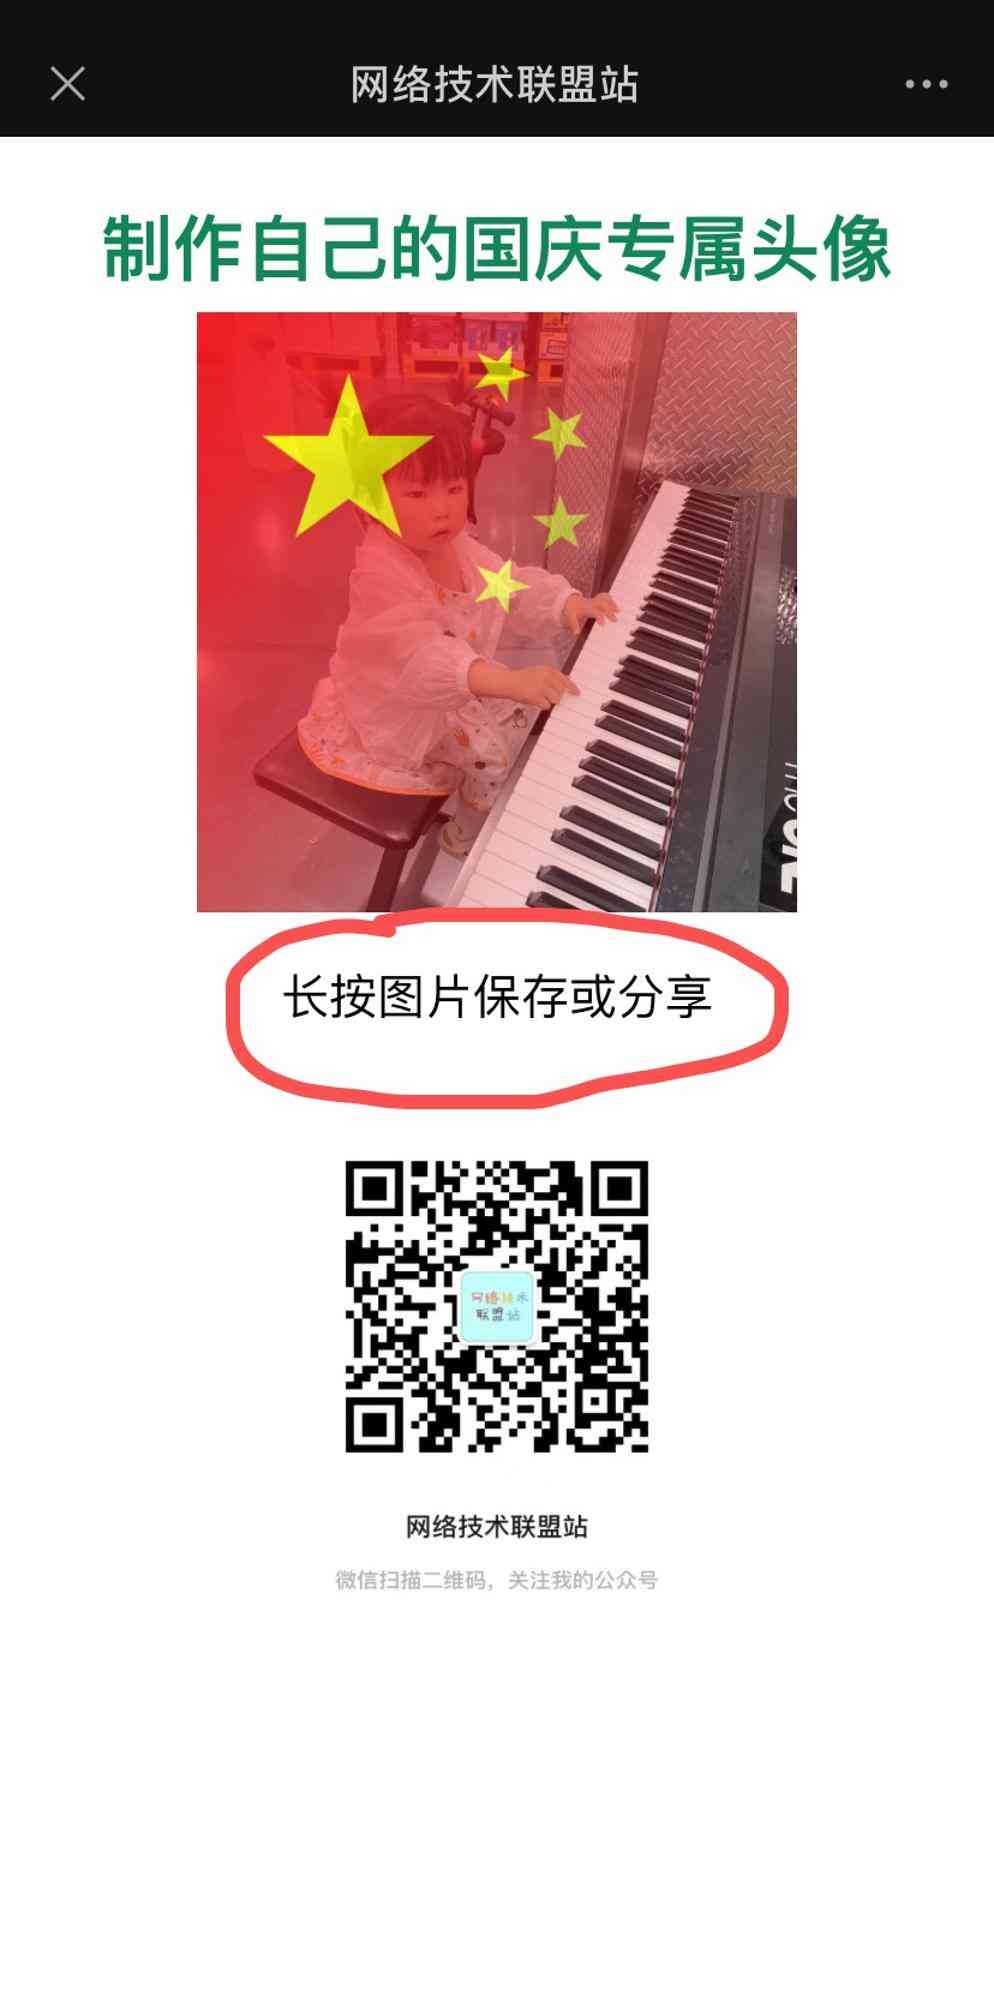 网络技术联盟站
制作自己的国庆专属头像
THE ONE
长按图片保存或分享
网络技术
联盟站
网络技术联盟站
微信扫描二维码，关注我的公众号